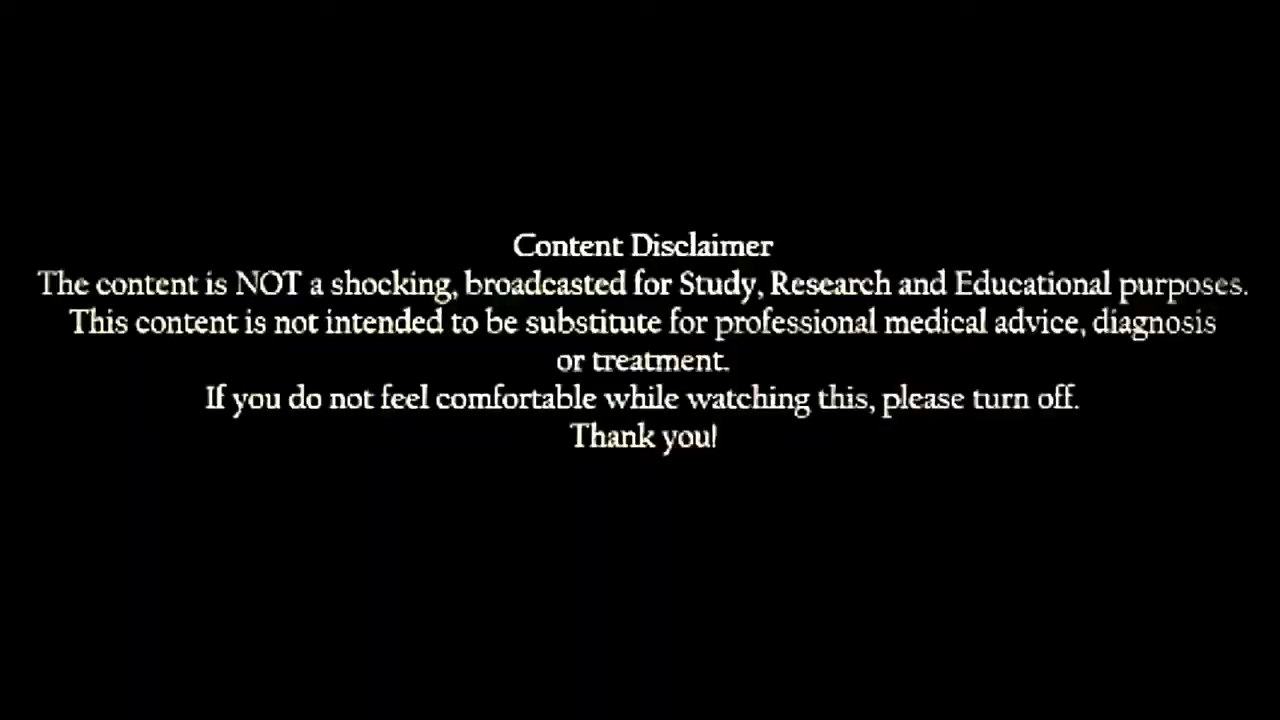 Content Disclaimer
The content is NOT a shocking, broadcasted for Study, Research and Educational purposes.
This content is not intended to be substitute for professional medical advice, diagnosis
or treatment.
If you do not feel comfortable while watching this, please turn off.
Thank you!